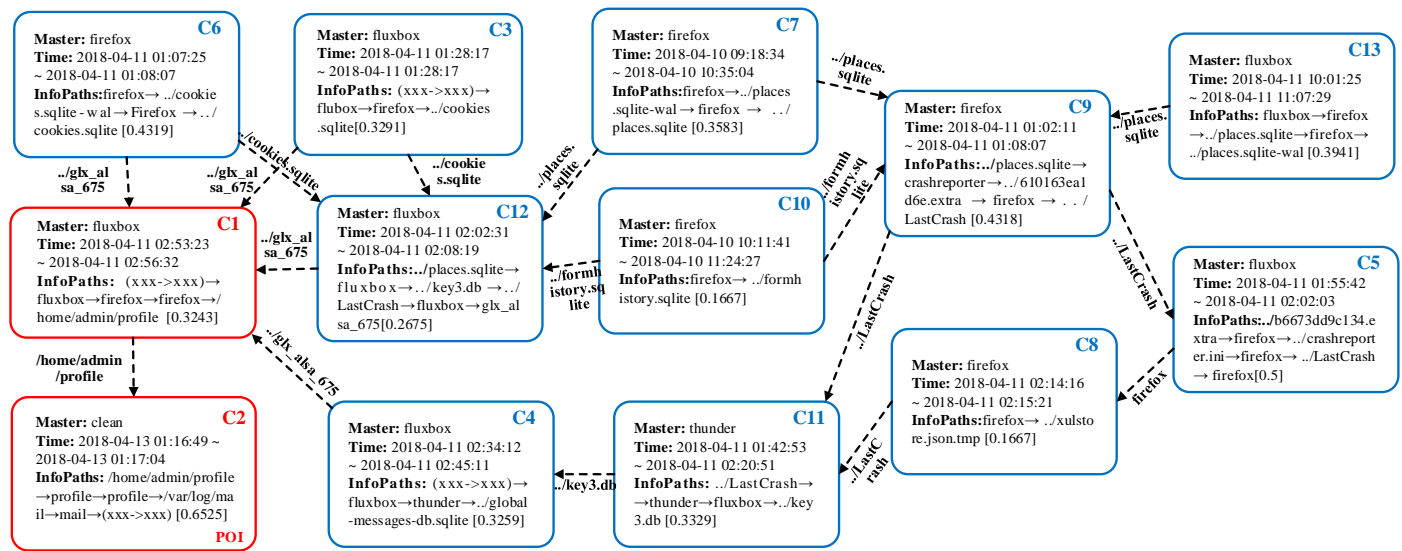 C6
Master: firefox
Time: 2018-04-11 01:07:25
~ 2018-04-11 01:08:07
InfoPaths:firefox→ ../cookie
s.sqlite - wal→Firefox →../
cookies.sqlite [0.4319]
C3
Master: fluxbox
Time: 2018-04-11 01:28:17
~ 2018-04-11 01:28:17
InfoPaths: (xxx->xxx)→
flubox→firefox→../cookies
.sqlite[0.3291]
C7
Master: firefox
Time: 2018-04-10 09:18:34
~ 2018-04-10 10:35:04
InfoPaths:firefox→../places
.sqlite-wal→ firefox → ../
places.sqlite [0.3583]
C13
Master: fluxbox
Time: 2018-04-11 10:01:25
~ 2018-04-11 11:07:29
InfoPaths: fluxbox→firefox
→../places.sqlite→firefox→
../places.sqlite-wal [0.3941]
../places.
sqlite
C9
Master: firefox
Time: 2018-04-11 01:02:11
~ 2018-04-11 01:08:07
InfoPaths:../places.sqlite→
crashreporter→../610163ea1
d6e.extra → firefox → . . /
LastCrash [0.4318]
../places.
sqlite
../glx_al
sa_675
../cookies.sqlite
../glx_al
sa_675
../cookie
s.sqlite
../places.
sqlite
../formh
istory.sq
lite
C1
Master: fluxbox
Time: 2018-04-11 02:53:23
~ 2018-04-11 02:56:32
InfoPaths: (xxx->xxx)→
fluxbox→firefox→firefox→/
home/admin/profile [0.3243]
../glx_al
sa_675
C12
Master: fluxbox
Time: 2018-04-11 02:02:31
~ 2018-04-11 02:08:19
InfoPaths:../places.sqlite→
fluxbox→../key3.db →../
LastCrash→fluxbox→glx_al
sa_675[0.2675]
../formh
istory.sq
lite
C10
Master: firefox
Time: 2018-04-10 10:11:41
~ 2018-04-10 11:24:27
InfoPaths:firefox→../formh
istory.sqlite [0.1667]
../LastCrash
../LastCrash
C5
Master: fluxbox
Time: 2018-04-11 01:55:42
~ 2018-04-11 02:02:03
InfoPaths:../b6673dd9c134.e
xtra→firefox→../crashreport
er.ini→firefox→ ../LastCrash
→ firefox[0.5]
/home/admin
/profile
../glx_alsa_675
C8
Master: firefox
Time: 2018-04-11 02:14:16
~ 2018-04-11 02:15:21
InfoPaths:firefox→ ../xulsto
re.json.tmp [0.1667]
firefox
C2
Master: clean
Time: 2018-04-13 01:16:49 ~
2018-04-13 01:17:04
InfoPaths: /home/admin/profile
→profile→profile→/var/log/ma
il→mail→(xxx->xxx) [0.6525]
POI
C4
Master: fluxbox
Time: 2018-04-11 02:34:12
~ 2018-04-11 02:45:11
InfoPaths: (xxx->xxx)→
fluxbox→thunder→../global
-messages-db.sqlite [0.3259]
../key3.db
C11
Master: thunder
Time: 2018-04-11 01:42:53
~ 2018-04-11 02:20:51
InfoPaths: ../LastCrash→
→thunder→fluxbox→../key
3.db [0.3329]
../LastC
rash